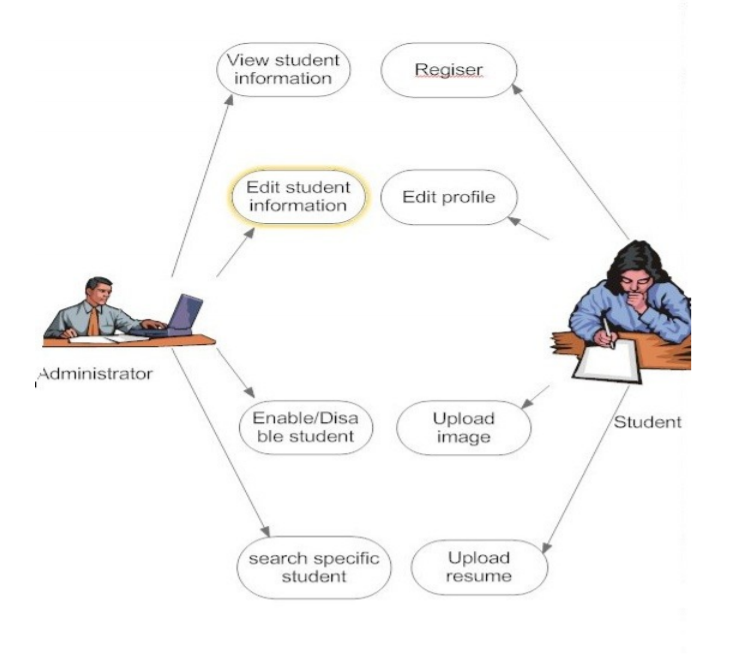 View student
information
Regiser
Edit student
information
Edit profile
Administrator
Enable/Disa
ble student
Upload
image
Student
search specific
student
Upload
resume